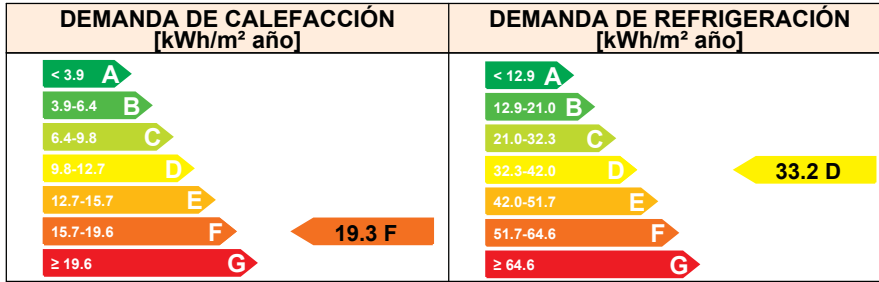 DEMANDA DE CALEFACCIÓN
[kWh/m² año]
< 3.9 A
3.9-6.4 B
6.4-9.8 C
9.8-12.7 D
12.7-15.7 E
15.7-19.6 F
19.3 F
≥ 19.6 G
DEMANDA DE REFRIGERACIÓN
[kWh/m² año]
< 12.9 A
12.9-21.0 B
21.0-32.3 C
32.3-42.0 D
33.2 D
42.0-51.7 E
51.7-64.6 F
≥ 64.6 G